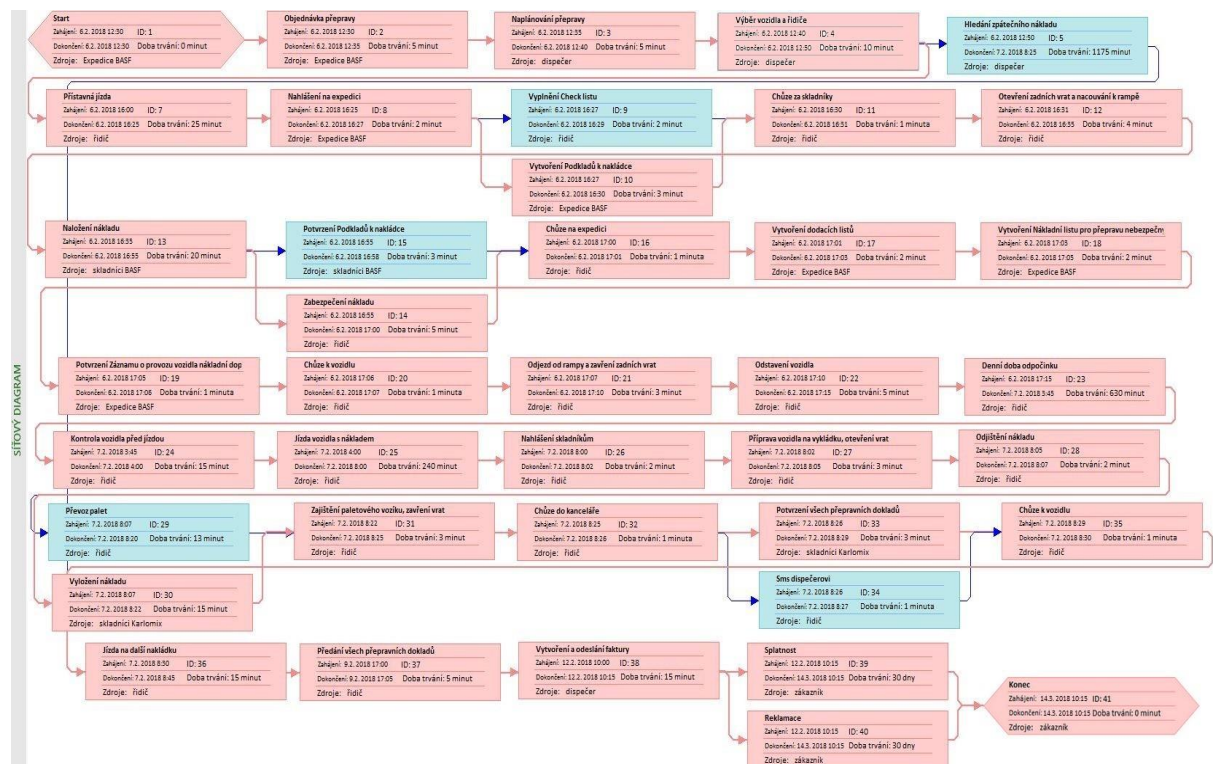 Start
Zahájení: 6.2. 2018 12:30 ID: 1
Dokončení: 6.2. 2018 12:30 Doba trvání: 0 minut
Zdroje: Expedice BASF
Objednávka přepravy
Zahájení: 6.2. 2018 12:30 ID: 2
Dokončení: 6.2. 2018 12:35 Doba trvání: 5 minut
Zdroje: Expedice BASF
Naplánování přepravy
Zahájení: 6.2. 2018 12:35 ID: 3
Dokončení: 6.2. 2018 12:40 Doba trvání: 5 minut
Zdroje: dispečer
Výběr vozidla a řidiče
Zahájení: 6.2. 2018 12:40 ID: 4
Dokončení: 6.2. 2018 12:50 Doba trvání: 10 minut
Zdroje: dispečer
Hledání zpátečního nákladu
Zahájení: 6.2. 2018 12:50 ID: 5
Dokončení: 7.2. 2018 8:25 Doba trvání: 1175 minut
Zdroje: dispečer
Přístavná jízda
Zahájení: 6.2. 2018 16:00 ID: 7
Dokončení: 6.2. 2018 16:25 Doba trvání: 25 minut
Zdroje: řidič
Nahlášení na expedici
Zahájení: 6.2. 2018 16:25 ID: 8
Dokončení: 6.2. 2018 16:27 Doba trvání: 2 minut
Zdroje: Expedice BASF
Vyplnění Check listu
Zahájení: 6.2. 2018 16:27 ID: 9
Dokončení: 6.2. 2018 16:29 Doba trvání: 2 minut
Zdroje: řidič
Chůze za skladníky
Zahájení: 6.2. 2018 16:30 ID: 11
Dokončení: 6.2. 2018 16:31 Doba trvání: 1 minuta
Zdroje: řidič
Otevření zadních vrat a nacouvání k rampě
Zahájení: 6.2. 2018 16:31 ID: 12
Dokončení: 6.2. 2018 16:35 Doba trvání: 4 minut
Zdroje: řidič
Vytvoření Podkladů k nakládce
Zahájení: 6.2. 2018 16:27 ID: 10
Dokončení: 6.2. 2018 16:30 Doba trvání: 3 minut
Zdroje: Expedice BASF
Naložení nákladu
Zahájení: 6.2. 2018 16:35 ID: 13
Dokončení: 6.2. 2018 16:55 Doba trvání: 20 minut
Zdroje: skladníci BASF
Potvrzení Podkladů k nakládce
Zahájení: 6.2. 2018 16:55 ID: 15
Dokončení: 6.2. 2018 16:58 Doba trvání: 3 minut
Zdroje: skladníci BASF
Chůze na expedici
Zahájení: 6.2. 2018 17:00 ID: 16
Dokončení: 6.2. 2018 17:01 Doba trvání: 1 minuta
Zdroje: řidič
Vytvoření dodacích listů
Zahájení: 6.2. 2018 17:01 ID: 17
Dokončení: 6.2. 2018 17:03 Doba trvání: 2 minut
Zdroje: Expedice BASF
Vytvoření Nákladní listu pro přepravu nebezpečn
Zahájení: 6.2. 2018 17:03 ID: 18
Dokončení: 6.2. 2018 17:05 Doba trvání: 2 minut
Zdroje: Expedice BASF
Zabezpečení nákladu
Zahájení: 6.2. 2018 16:55 ID: 14
Dokončení: 6.2. 2018 17:00 Doba trvání: 5 minut
Zdroje: řidič
SÍŤOVÝ DIAGRAM
Potvrzení Záznamu o provozu vozidla nákladní dop
Zahájení: 6.2. 2018 17:05 ID: 19
Dokončení: 6.2. 2018 17:06 Doba trvání: 1 minuta
Zdroje: Expedice BASF
Chůze k vozidlu
Zahájení: 6.2. 2018 17:06 ID: 20
Dokončení: 6.2. 2018 17:07 Doba trvání: 1 minuta
Zdroje: řidič
Odjezd od rampy a zavření zadních vrat
Zahájení: 6.2. 2018 17:07 ID: 21
Dokončení: 6.2. 2018 17:10 Doba trvání: 3 minut
Zdroje: řidič
Odstavení vozidla
Zahájení: 6.2. 2018 17:10 ID: 22
Dokončení: 6.2. 2018 17:15 Doba trvání: 5 minut
Zdroje: řidič
Denní doba odpočinku
Zahájení: 6.2. 2018 17:15 ID: 23
Dokončení: 7.2. 2018 3:45 Doba trvání: 630 minut
Zdroje: řidič
Kontrola vozidla před jízdou
Zahájení: 7.2. 2018 3:45 ID: 24
Dokončení: 7.2. 2018 4:00 Doba trvání: 15 minut
Zdroje: řidič
Jízda vozidla s nákladem
Zahájení: 7.2. 2018 4:00 ID: 25
Dokončení: 7.2. 2018 8:00 Doba trvání: 240 minut
Zdroje: řidič
Nahlášení skladníkům
Zahájení: 7.2. 2018 8:00 ID: 26
Dokončení: 7.2. 2018 8:02 Doba trvání: 2 minut
Zdroje: řidič
Příprava vozidla na vykládku, otevření vrat
Zahájení: 7.2. 2018 8:02 ID: 27
Dokončení: 7.2. 2018 8:05 Doba trvání: 3 minut
Zdroje: řidič
Odjištění nákladu
Zahájení: 7.2. 2018 8:05 ID: 28
Dokončení: 7.2. 2018 8:07 Doba trvání: 2 minut
Zdroje: řidič
Převoz palet
Zahájení: 7.2. 2018 8:07 ID: 29
Dokončení: 7.2. 2018 8:20 Doba trvání: 13 minut
Zdroje: řidič
Zajištění paletového vozíku, zavření vrat
Zahájení: 7.2. 2018 8:22 ID: 31
Dokončení: 7.2. 2018 8:25 Doba trvání: 3 minut
Zdroje: řidič
Chůze do kanceláře
Zahájení: 7.2. 2018 8:25 ID: 32
Dokončení: 7.2. 2018 8:26 Doba trvání: 1 minuta
Zdroje: řidič
Potvrzení všech přepravních dokladů
Zahájení: 7.2. 2018 8:26 ID: 33
Dokončení: 7.2. 2018 8:29 Doba trvání: 3 minut
Zdroje: skladníci Karlomix
Chůze k vozidlu
Zahájení: 7.2. 2018 8:29 ID: 35
Dokončení: 7.2. 2018 8:30 Doba trvání: 1 minuta
Zdroje: řidič
Vyložení nákladu
Zahájení: 7.2. 2018 8:07 ID: 30
Dokončení: 7.2. 2018 8:22 Doba trvání: 15 minut
Zdroje: skladníci Karlomix
Sms dispečerovi
Zahájení: 7.2. 2018 8:26 ID: 34
Dokončení: 7.2. 2018 8:27 Doba trvání: 1 minuta
Zdroje: řidič
Jízda na další nakládku
Zahájení: 7.2. 2018 8:30 ID: 36
Dokončení: 7.2. 2018 8:45 Doba trvání: 15 minut
Zdroje: řidič
Předání všech přepravních dokladů
Zahájení: 9.2. 2018 17:00 ID: 37
Dokončení: 9.2. 2018 17:05 Doba trvání: 5 minut
Zdroje: řidič
Vytvoření a odeslání faktury
Zahájení: 12.2. 2018 10:00 ID: 38
Dokončení: 12.2. 2018 10:15 Doba trvání: 15 minut
Zdroje: dispečer
Splatnost
Zahájení: 12.2. 2018 10:15 ID: 39
Dokončení: 14.3. 2018 10:15 Doba trvání: 30 dny
Zdroje: zákazník
Konec
Zahájení: 14.3. 2018 10:15 ID: 41
Dokončení: 14.3. 2018 10:15 Doba trvání: 0 minut
Zdroje: zákazník
Reklamace
Zahájení: 12.2. 2018 10:15 ID: 40
Dokončení: 14.3. 2018 10:15 Doba trvání: 30 dny
Zdroje: zákazník